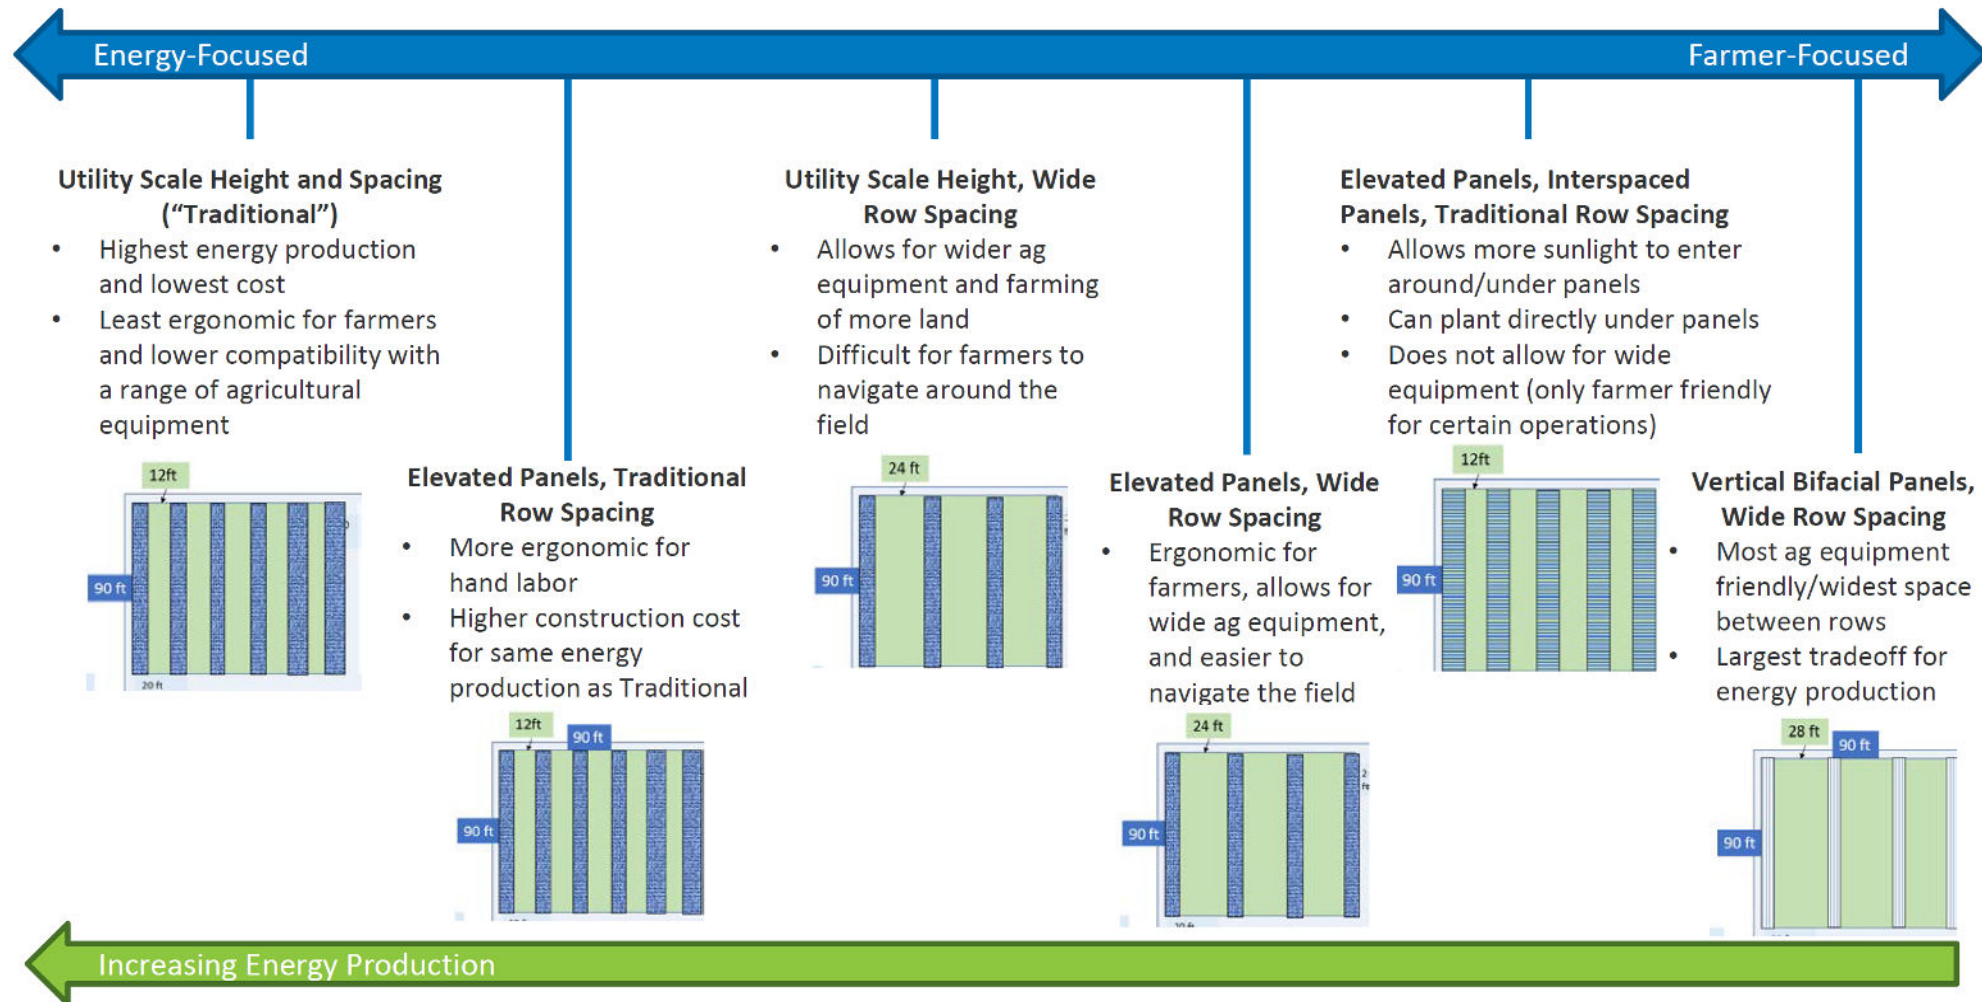 Energy-Focused
Farmer-Focused
Utility Scale Height and Spacing
(“Traditional”)
• Highest energy production
and lowest cost
• Least ergonomic for farmers
and lower compatibility with
a range of agricultural
equipment
12ft
90 ft
20 ft
Elevated Panels, Traditional
Row Spacing
• More ergonomic for
hand labor
• Higher construction cost
for same energy
production as Traditional
12ft
90 ft
90 ft
Utility Scale Height, Wide
Row Spacing
• Allows for wider ag
equipment and farming
of more land
• Difficult for farmers to
navigate around the
field
24 ft
90 ft
Elevated Panels, Wide
Row Spacing
• Ergonomic for
farmers, allows for
wide ag equipment,
and easier to
navigate the field
24 ft
90 ft
2
ft
Elevated Panels, Interspaced
Panels, Traditional Row Spacing
• Allows more sunlight to enter
around/under panels
• Can plant directly under panels
• Does not allow for wide
equipment (only farmer friendly
for certain operations)
12ft
90 ft
Vertical Bifacial Panels,
Wide Row Spacing
• Most ag equipment
friendly/widest space
between rows
• Largest tradeoff for
energy production
28 ft
90 ft
90 ft
Increasing Energy Production